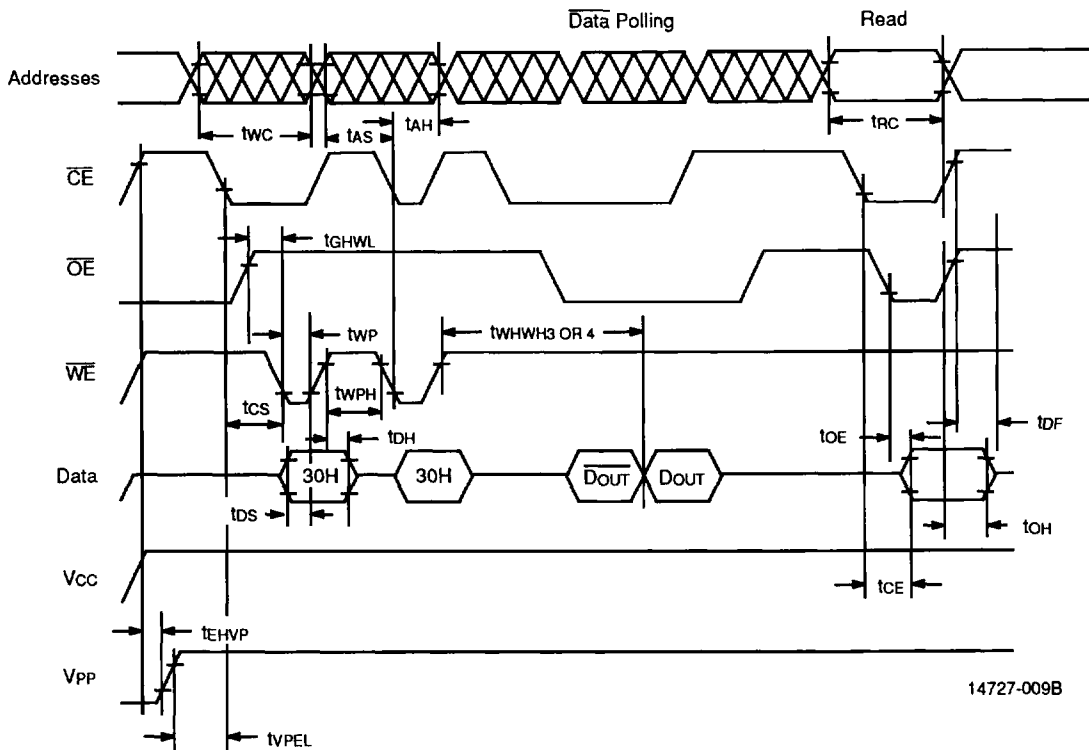 Data Polling
Read
Addresses
tWC
tAS
tAH
tRC
CE
tGHWL
OE
tWP
tWHWH3 OR 4
WE
tCS
tWPH
tDH
tOE
tDF
Data
30H
30H
DOUT
DOUT
tDS
tOH
VCC
tCE
tEHVP
VPP
14727-009B
tVPEL